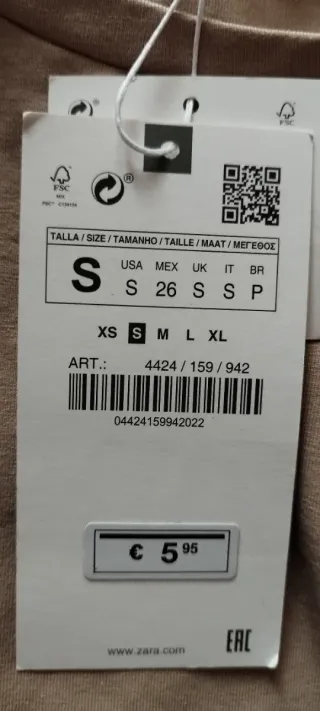 ®
FSC
TALLA / SIZE / TAMANHO / TAILLE / MAAT / ΜΕΓΕΘΟΣ
S
USA MEX UK IT BR
S 26 S S P
XS S M L XL
ART.: 4424 / 159 / 942
04424159942022
€ 5 95
www.zara.com
EAC